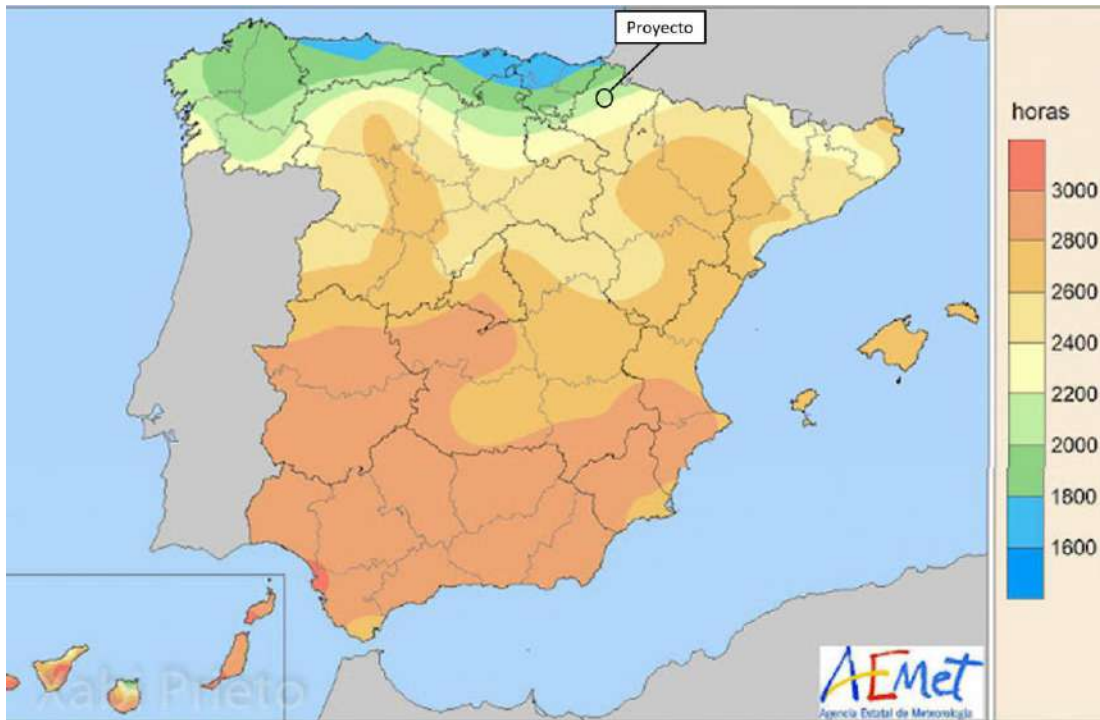 Proyecto
horas
3000
2800
2600
2400
2200
2000
1800
1600
Xabi Prieto
AEMet
Agencia Estatal de Meteorología